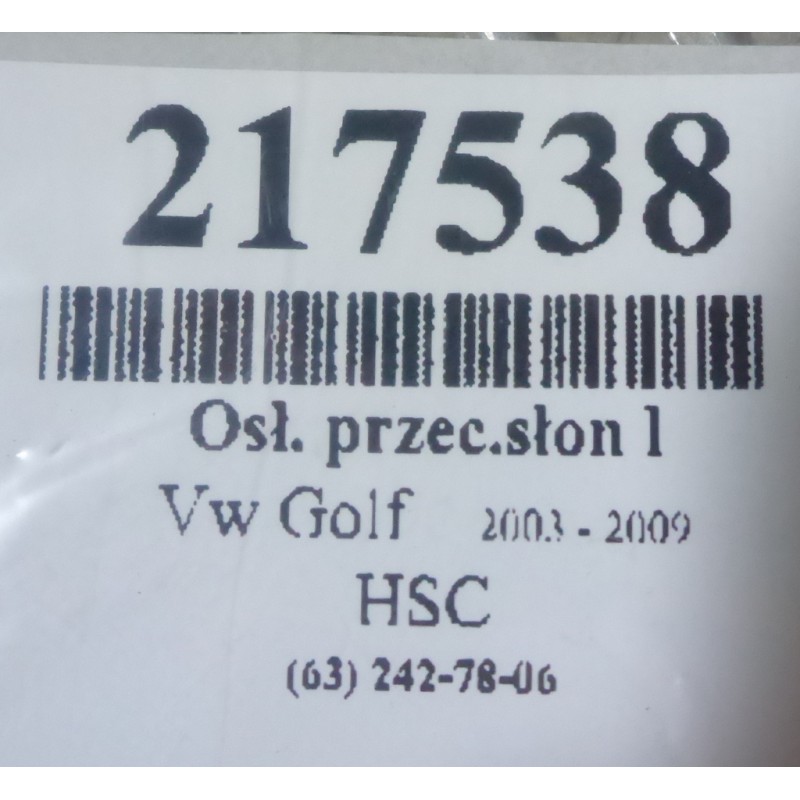 217538
Osł. przec.słon l
Vw Golf 2003 - 2009
HSC
(63) 242-78-06